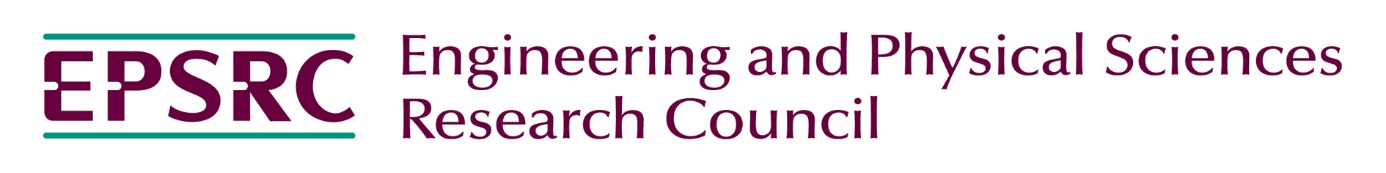 EPSRC
Engineering and Physical Sciences
Research Council